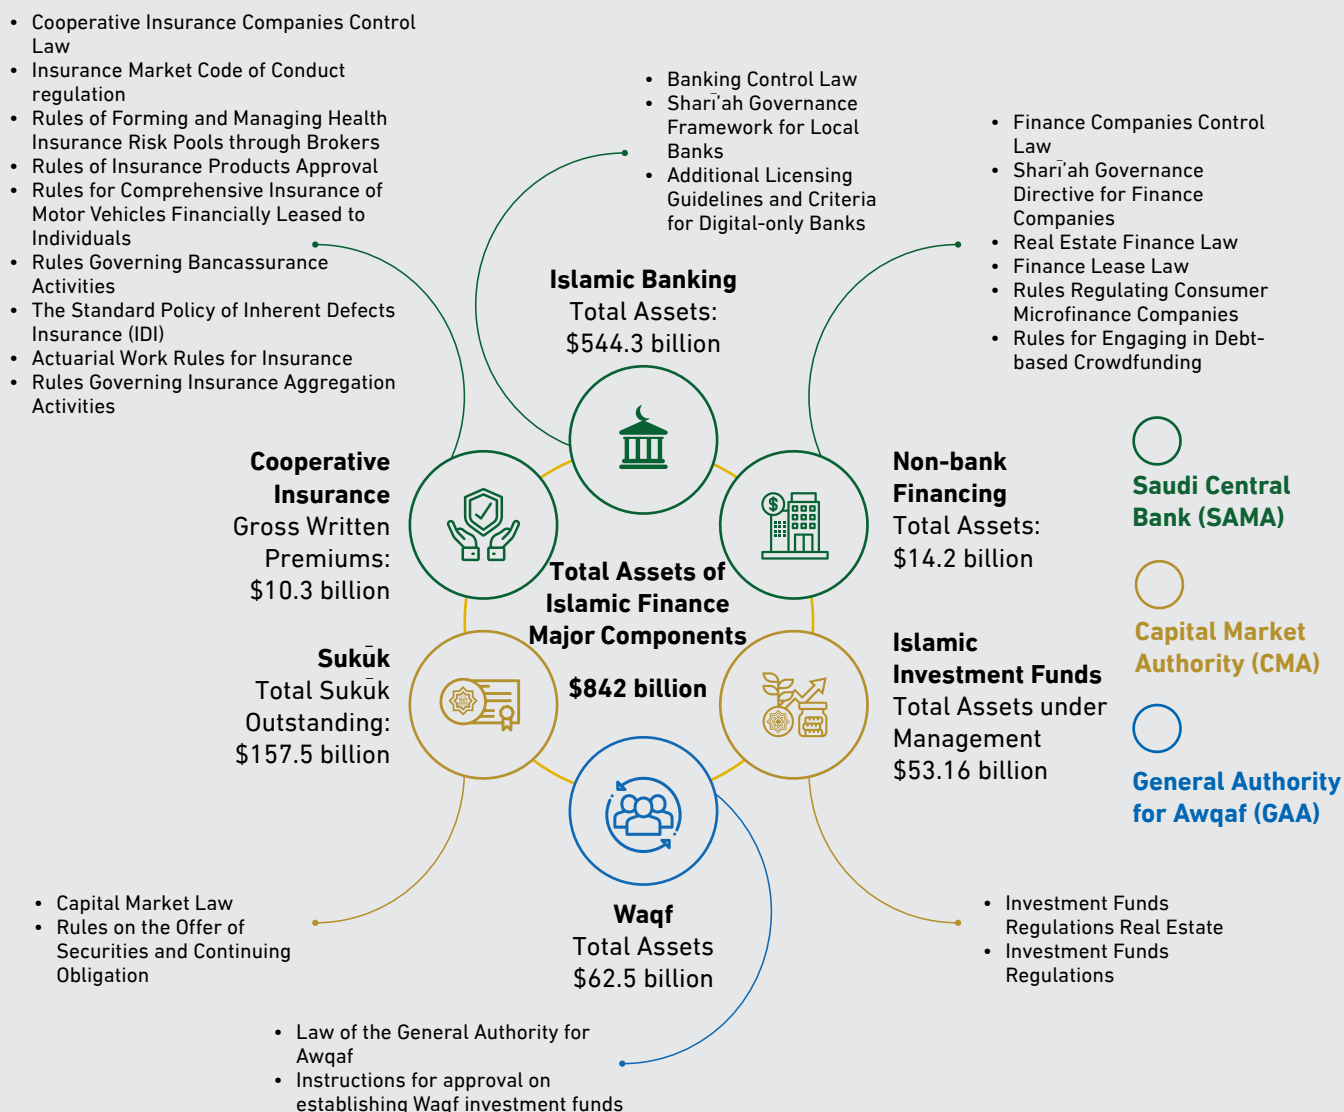 • Cooperative Insurance Companies Control
Law
• Insurance Market Code of Conduct
regulation
• Rules of Forming and Managing Health
Insurance Risk Pools through Brokers
• Rules of Insurance Products Approval
• Rules for Comprehensive Insurance of
Motor Vehicles Financially Leased to
Individuals
• Rules Governing Bancassurance
Activities
• The Standard Policy of Inherent Defects
Insurance (IDI)
• Actuarial Work Rules for Insurance
• Rules Governing Insurance Aggregation
Activities
• Banking Control Law
• Sharī'ah Governance
Framework for Local
Banks
• Additional Licensing
Guidelines and Criteria
for Digital-only Banks
• Finance Companies Control
Law
• Sharī'ah Governance
Directive for Finance
Companies
• Real Estate Finance Law
• Finance Lease Law
• Rules Regulating Consumer
Microfinance Companies
• Rules for Engaging in Debt-
based Crowdfunding
Islamic Banking
Total Assets:
$544.3 billion
Cooperative
Insurance
Gross Written
Premiums:
$10.3 billion
$
Non-bank
Financing
Total Assets:
$14.2 billion
Saudi Central
Bank (SAMA)
Total Assets of
Islamic Finance
Major Components
$842 billion
Sukūk
Total Sukūk
Outstanding:
$157.5 billion
Islamic
Investment Funds
Total Assets under
Management
$53.16 billion
Capital Market
Authority (CMA)
General Authority
for Awqaf (GAA)
Waqf
Total Assets
$62.5 billion
• Capital Market Law
• Rules on the Offer of
Securities and Continuing
Obligation
• Investment Funds
Regulations Real Estate
• Investment Funds
Regulations
• Law of the General Authority for
Awqaf
• Instructions for approval on
establishing Waqf investment funds